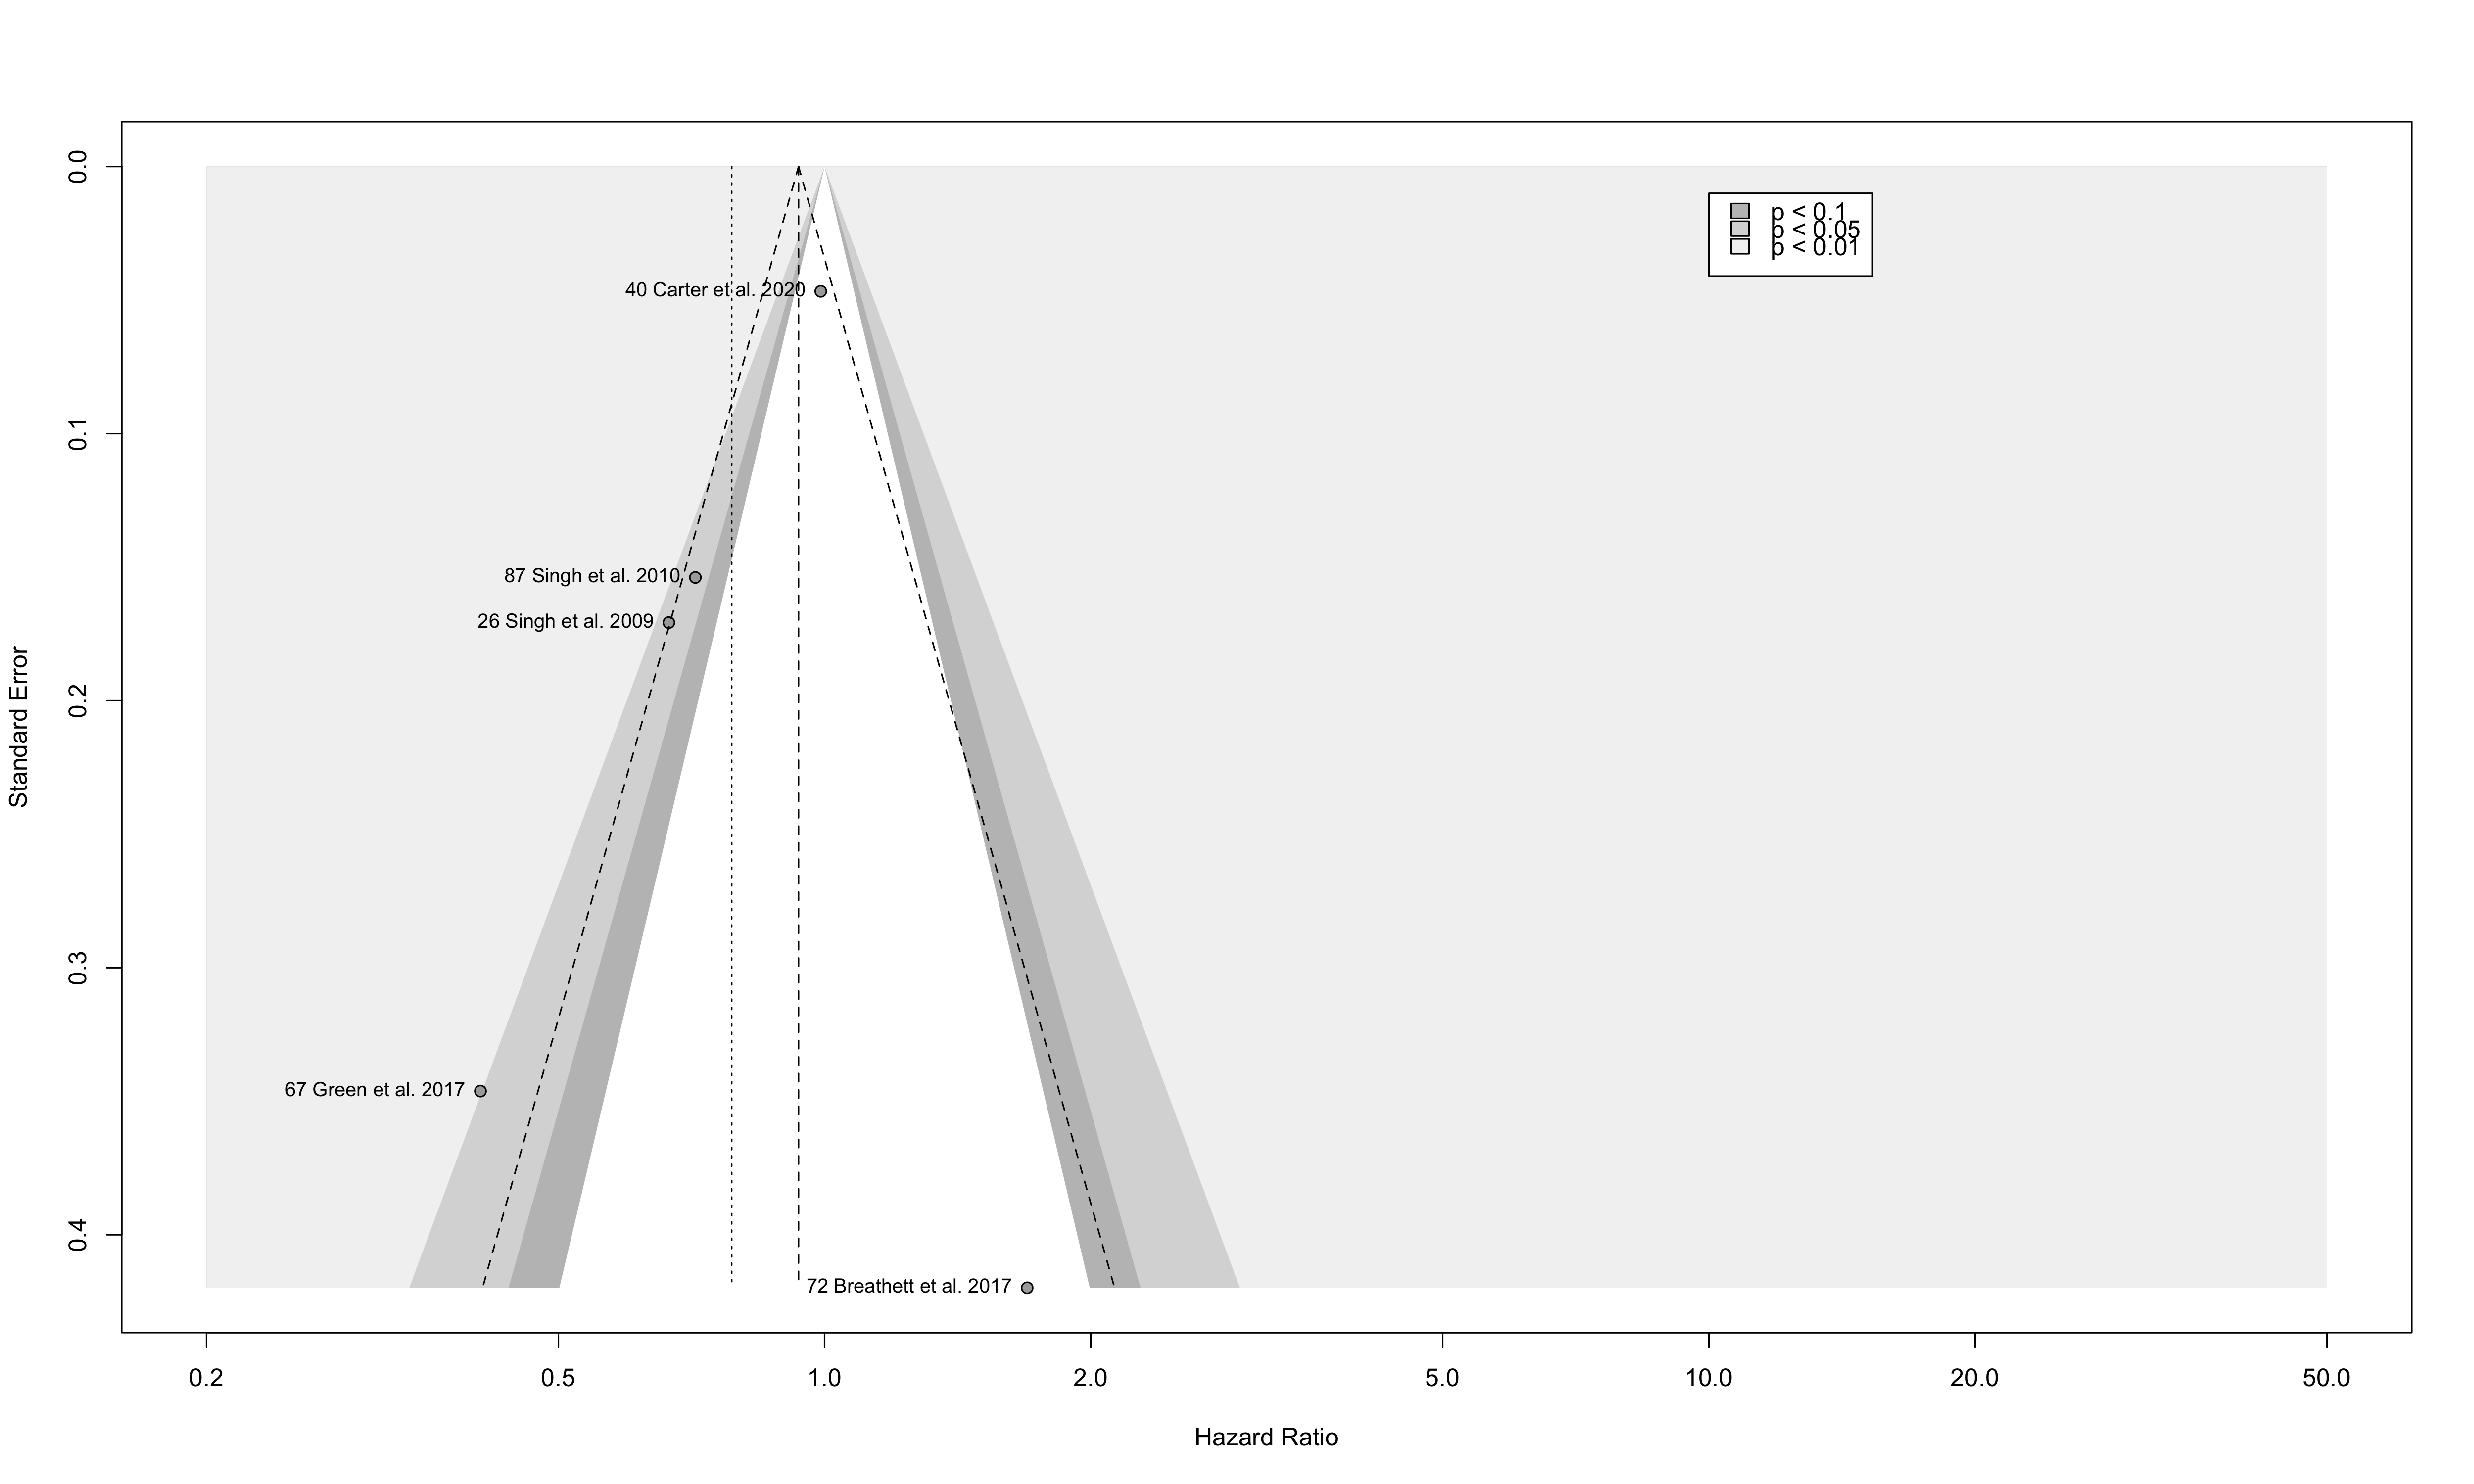 0.0
0.1
0.2
0.3
0.4
Standard Error
p < 0.1
p < 0.05
p < 0.01
40 Carter et al. 2020
87 Singh et al. 2010
26 Singh et al. 2009
67 Green et al. 2017
72 Breathett et al. 2017
0.2 0.5 1.0 2.0 5.0 10.0 20.0 50.0
Hazard Ratio